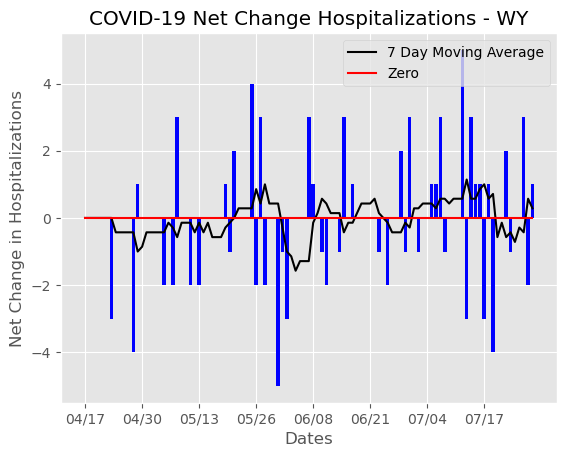 COVID-19 Net Change Hospitalizations - WY
7 Day Moving Average
Zero
Net Change in Hospitalizations
4
2
0
−2
−4
04/17 04/30 05/13 05/26 06/08 06/21 07/04 07/17
Dates